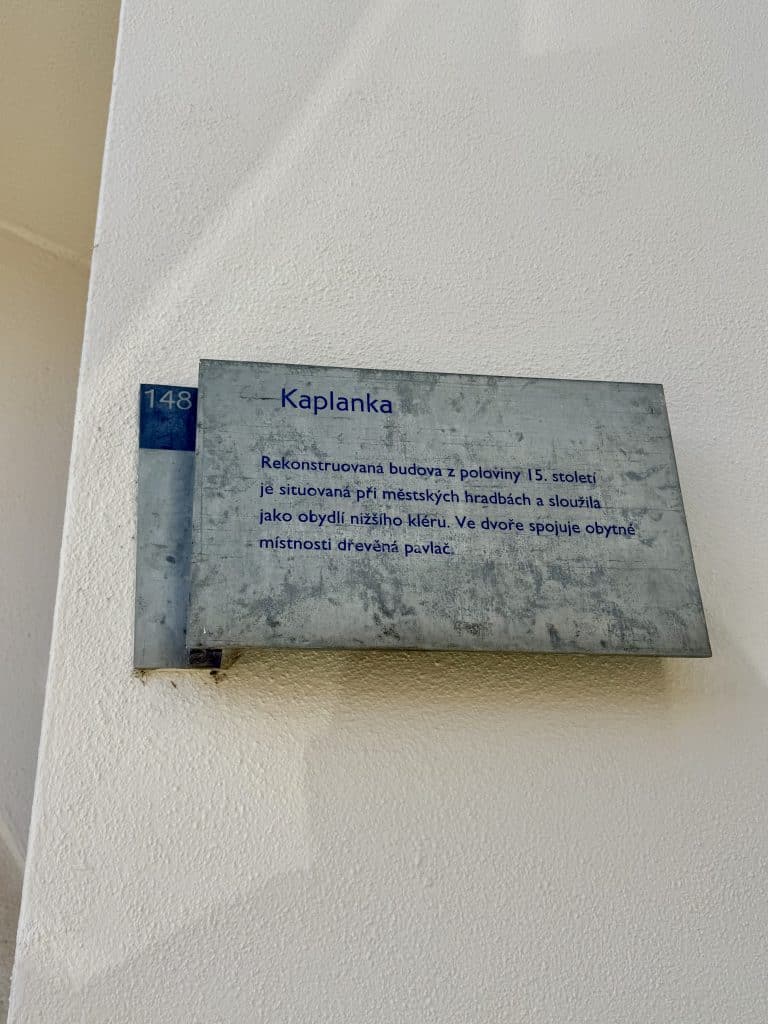 148
Kaplanka
Rekonstruovaná budova z poloviny 15. století
je situovaná při městských hradbách a sloužila
jako obydlí nižšího kléru. Ve dvoře spojuje obytné
místnosti dřevěná pavlač.